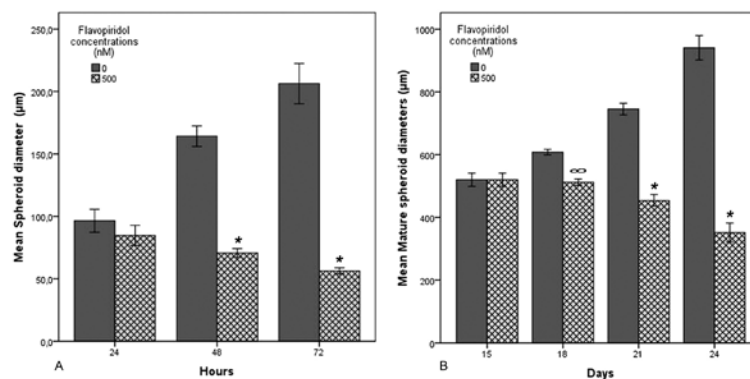 Flavopiridol
concentrations
(nM)
0
500
Mean Spheroid diameter (μm)
250,0
200,0
150,0
100,0
50,0
0,0
*
*
24
48
72
A
Hours
Flavopiridol
concentrations
(nM)
0
500
Mean Mature spheroid diameters (μm)
1000
800
600
400
200
0
∞
*
*
15
18
21
24
B
Days